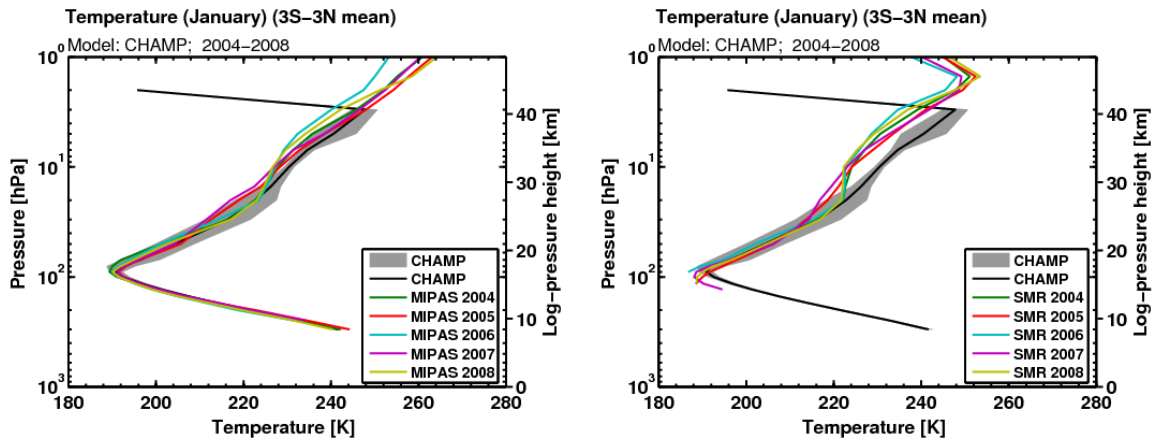 Temperature (January) (3S−3N mean)
Model: CHAMP; 2004−2008
10⁰
10¹
10²
10³
Pressure [hPa]
180 200 220 240 260 280
Temperature [K]
40
30
20
10
0
Log−pressure height [km]
CHAMP
CHAMP
MIPAS 2004
MIPAS 2005
MIPAS 2006
MIPAS 2007
MIPAS 2008
Temperature (January) (3S−3N mean)
Model: CHAMP; 2004−2008
10⁰
10¹
10²
10³
Pressure [hPa]
180 200 220 240 260 280
Temperature [K]
40
30
20
10
0
Log−pressure height [km]
CHAMP
CHAMP
SMR 2004
SMR 2005
SMR 2006
SMR 2007
SMR 2008